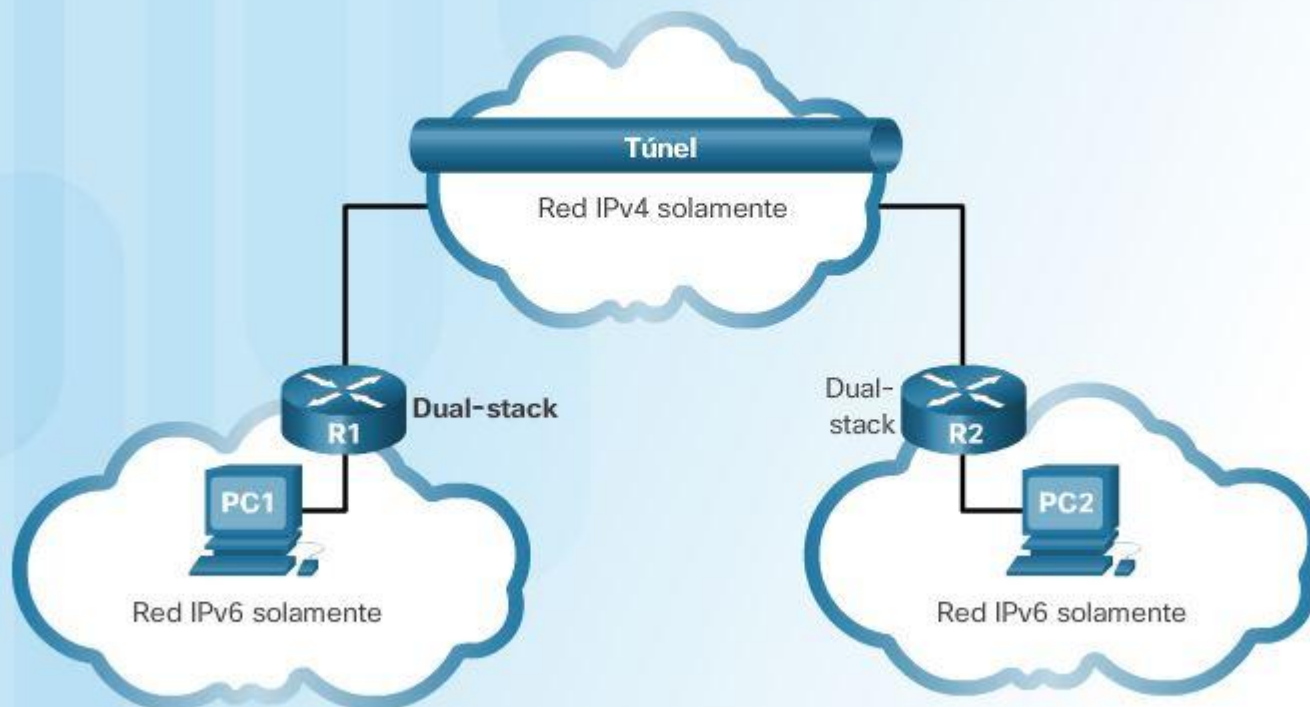 Túnel
Red IPv4 solamente
R1
Dual-stack
PC1
Red IPv6 solamente
Dual-
stack
R2
PC2
Red IPv6 solamente